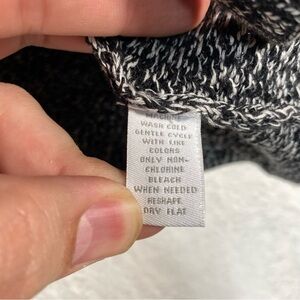 MACHINE
WASH COLD
GENTLE CYCLE
WITH LIKE
COLORS
ONLY NON-
CHLORINE
BLEACH
WHEN NEEDED
RESHAPE
DRY FLAT